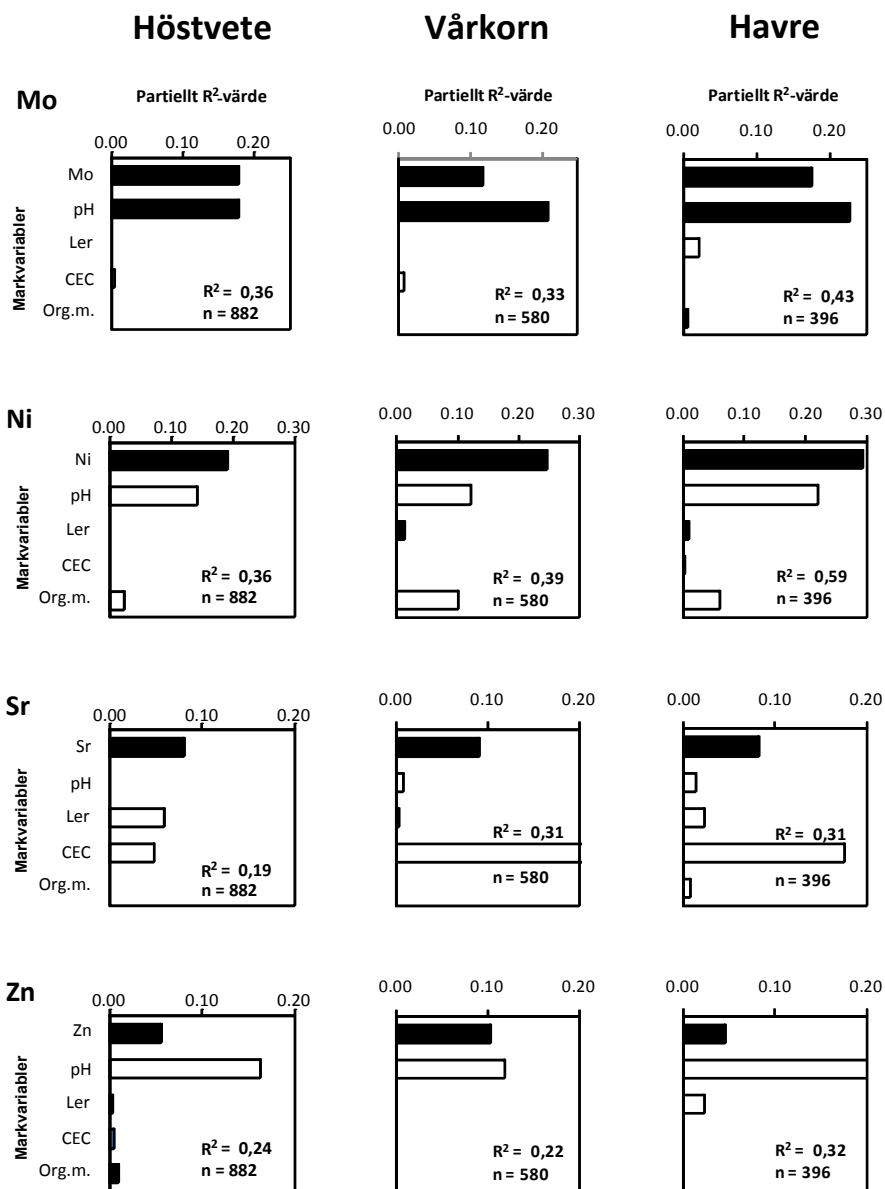 Höstvete Vårkorn Havre
Mo Partiellt R²-värde Partiellt R²-värde Partiellt R²-värde
0.00 0.10 0.20 0.00 0.10 0.20 0.00 0.10 0.20
Markvariabler
Mo
pH
Ler
CEC
Org.m.
R² = 0,36
n = 882
R² = 0,33
n = 580
R² = 0,43
n = 396
Ni
0.00 0.10 0.20 0.30 0.00 0.10 0.20 0.30 0.00 0.10 0.20 0.30
Markvariabler
Ni
pH
Ler
CEC
Org.m.
R² = 0,36
n = 882
R² = 0,39
n = 580
R² = 0,59
n = 396
Sr
0.00 0.10 0.20 0.00 0.10 0.20 0.00 0.10 0.20
Markvariabler
Sr
pH
Ler
CEC
Org.m.
R² = 0,19
n = 882
R² = 0,31
n = 580
R² = 0,31
n = 396
Zn
0.00 0.10 0.20 0.00 0.10 0.20 0.00 0.10 0.20
Markvariabler
Zn
pH
Ler
CEC
Org.m.
R² = 0,24
n = 882
R² = 0,22
n = 580
R² = 0,32
n = 396